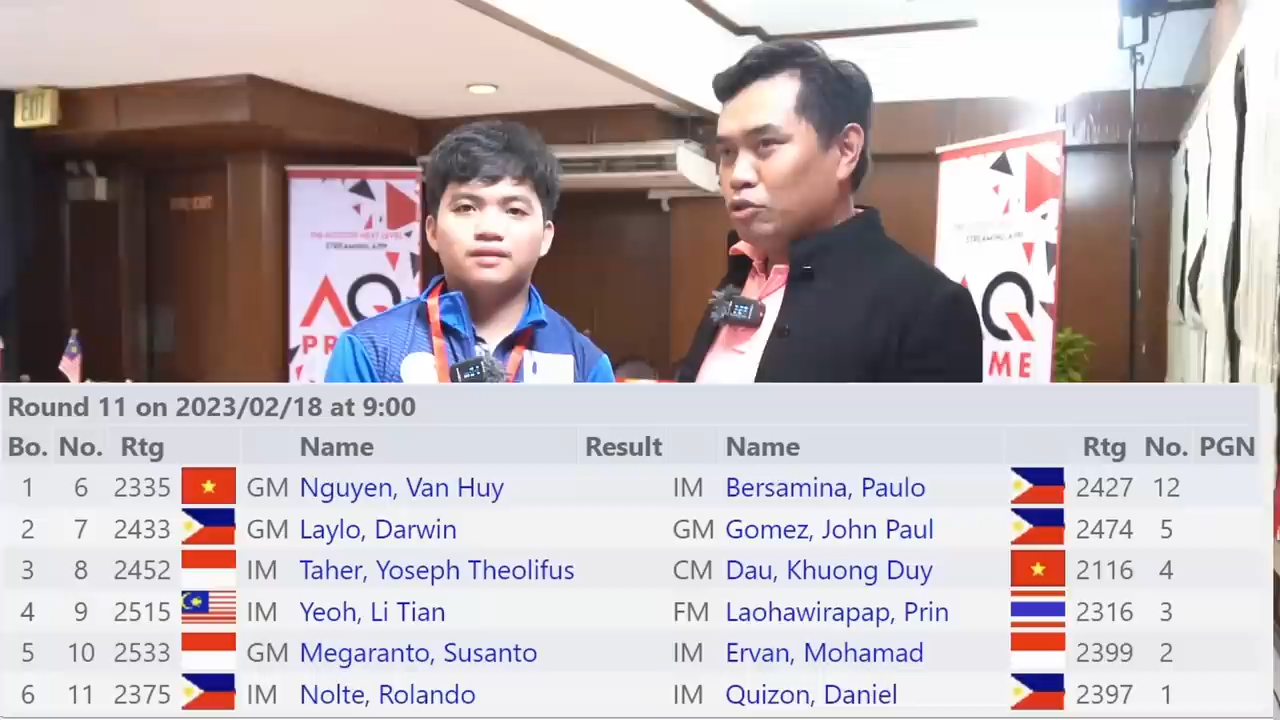 EXIT
STREAMING APP
STREAMING APP
AQ
PR
Q
ME
Round 11 on 2023/02/18 at 9:00
Bo. No. Rtg Name Result Name Rtg No. PGN
1 6 2335 GM Nguyen, Van Huy IM Bersamina, Paulo 2427 12
2 7 2433 GM Laylo, Darwin GM Gomez, John Paul 2474 5
3 8 2452 IM Taher, Yoseph Theolifus CM Dau, Khuong Duy 2116 4
4 9 2515 IM Yeoh, Li Tian FM Laohawirapap, Prin 2316 3
5 10 2533 GM Megaranto, Susanto IM Ervan, Mohamad 2399 2
6 11 2375 IM Nolte, Rolando IM Quizon, Daniel 2397 1